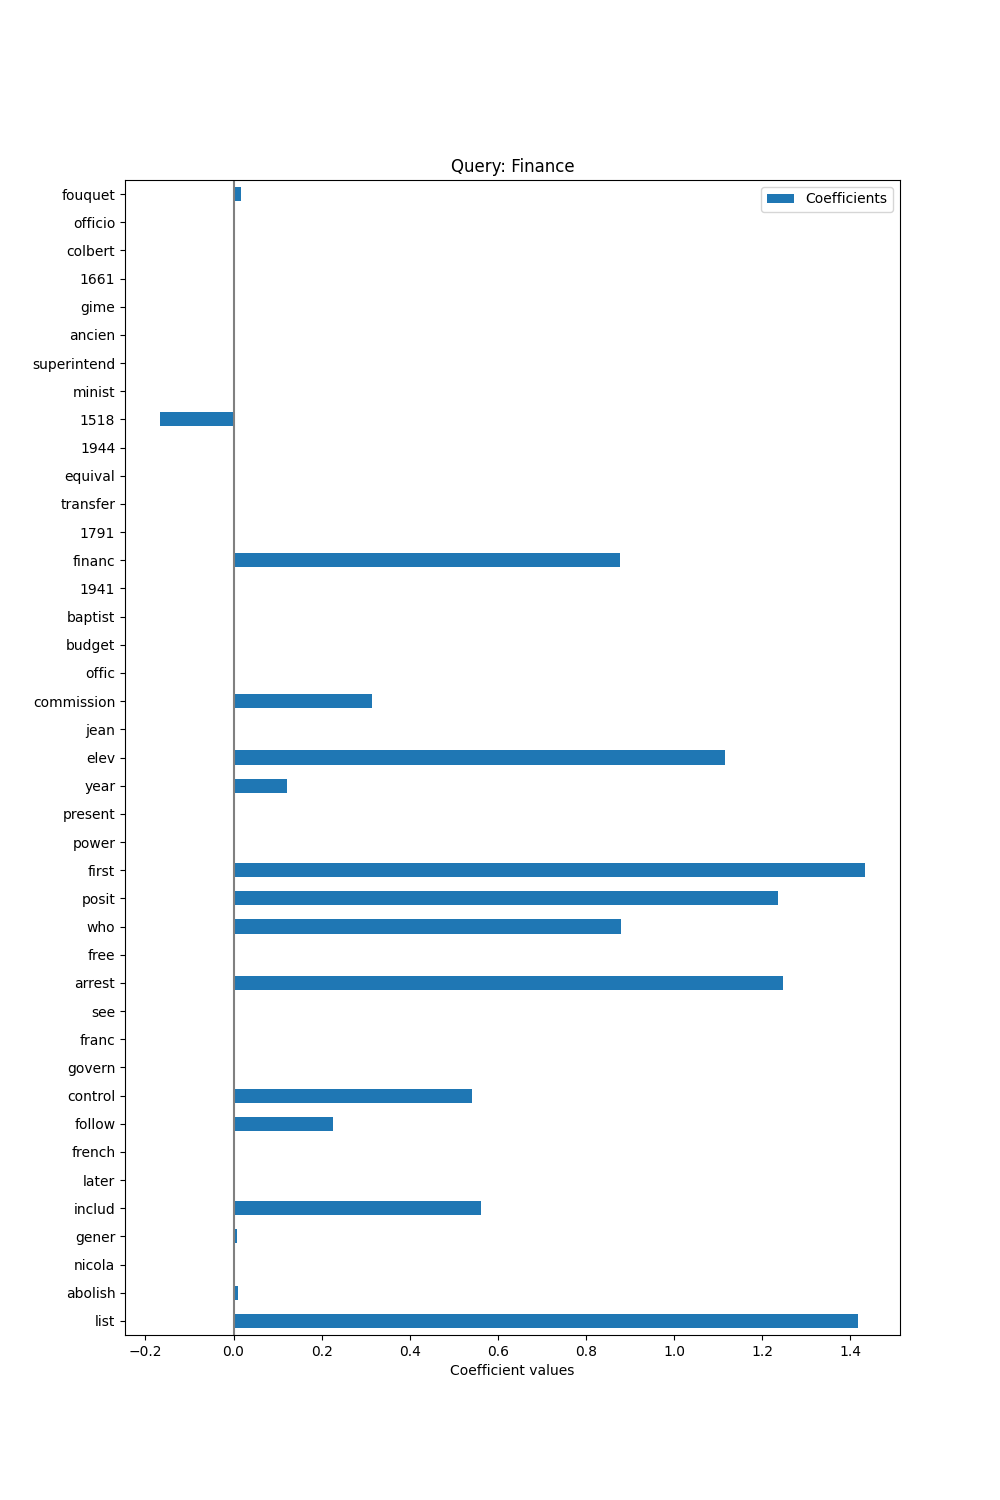 Query: Finance
Coefficients
fouquet
officio
colbert
1661
gime
ancien
superintend
minist
1518
1944
equival
transfer
1791
financ
1941
baptist
budget
offic
commission
jean
elev
year
present
power
first
posit
who
free
arrest
see
franc
govern
control
follow
french
later
includ
gener
nicola
abolish
list
−0.2 0.0 0.2 0.4 0.6 0.8 1.0 1.2 1.4
Coefficient values